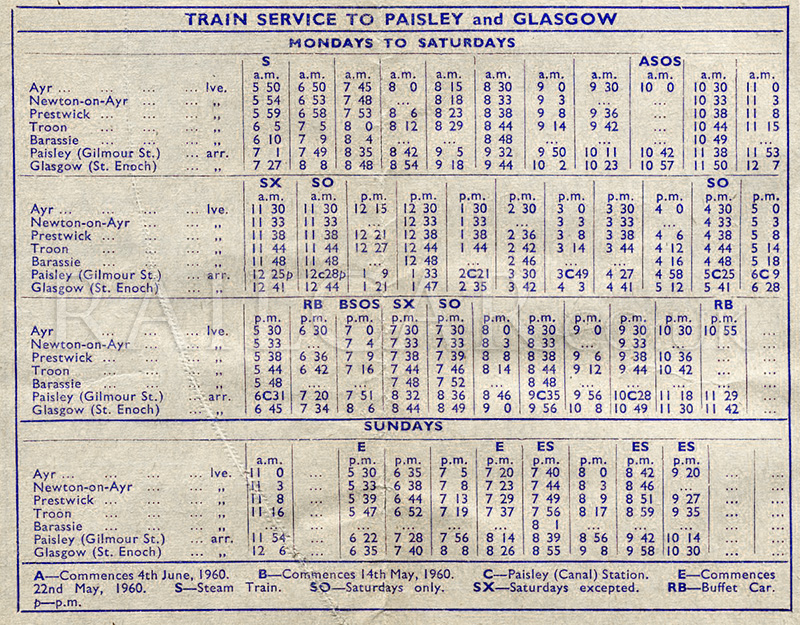 TRAIN SERVICE TO PAISLEY and GLASGOW
MONDAYS TO SATURDAYS
S ASOS
a.m. a.m. a.m. a.m. a.m. a.m. a.m. a.m. a.m. a.m. a.m.
Ayr ... ... ... lve. 5 50 6 50 7 45 8 0 8 15 8 30 9 0 9 30 10 0 10 30 11 0
Newton-on-Ayr ... ... ,, 5 54 6 53 7 48 ... 8 18 8 33 9 3 ... ... 10 33 11 3
Prestwick ... ... ... ,, 5 59 6 58 7 53 8 6 8 23 8 38 9 8 9 36 ... 10 38 11 8
Troon ... ... ... ,, 6 5 7 5 8 0 8 12 8 29 8 44 9 14 9 42 ... 10 44 11 15
Barassie ... ... ... ,, 6 10 7 9 8 4 ... ... 8 48 ... ... ... 10 49 ...
Paisley (Gilmour St.) ... arr. 7 1 7 49 8 35 8 42 9 5 9 32 9 50 10 11 10 42 11 38 11 53
Glasgow (St. Enoch) ... ,, 7 27 8 8 8 48 8 54 9 18 9 44 10 2 10 23 10 57 11 50 12 7
SX SO SO
a.m. a.m. p.m. p.m. p.m. p.m. p.m. p.m. p.m. p.m. p.m.
Ayr ... ... ... lve. 11 30 11 30 12 15 12 30 1 30 2 30 3 0 3 30 4 0 4 30 5 0
Newton-on-Ayr ... ... ,, 11 33 11 33 ... 12 33 1 33 ... 3 3 3 33 ... 4 33 5 3
Prestwick ... ... ... ,, 11 38 11 38 12 21 12 38 1 38 2 36 3 8 3 38 4 6 4 38 5 8
Troon ... ... ... ,, 11 44 11 44 12 27 12 44 1 44 2 42 3 14 3 44 4 12 4 44 5 14
Barassie ... ... ... ,, 11 48 11 48 ... 12 48 ... 2 46 ... ... 4 16 4 48 5 18
Paisley (Gilmour St.) ... arr. 12 25p 12c28p 1 9 1 33 2C21 3 30 3C49 4 27 4 58 5C25 6C 9
Glasgow (St. Enoch) ... ,, 12 41 12 44 1 21 1 47 2 35 3 42 4 3 4 41 5 12 5 41 6 28
RB BSOS SX SO RB
p.m. p.m. p.m. p.m. p.m. p.m. p.m. p.m. p.m. p.m. p.m.
Ayr ... ... ... lve. 5 30 6 30 7 0 7 30 7 30 8 0 8 30 9 0 9 30 10 30 10 55 ...
Newton-on-Ayr ... ... ,, 5 33 ... 7 4 7 33 7 33 8 3 8 33 ... 9 33 ... ... ...
Prestwick ... ... ... ,, 5 38 6 36 7 9 7 38 7 39 8 8 8 38 9 6 9 38 10 36 ... ...
Troon ... ... ... ,, 5 44 6 42 7 16 7 44 7 46 8 14 8 44 9 12 9 44 10 42 ... ...
Barassie ... ... ... ,, 5 48 ... ... 7 48 7 52 ... 8 48 ... ... ... ... ...
Paisley (Gilmour St.) ... arr. 6C31 7 20 7 51 8 32 8 36 8 46 9C35 9 56 10C28 11 18 11 29 ...
Glasgow (St. Enoch) ... ,, 6 45 7 34 8 6 8 44 8 49 9 0 9 56 10 8 10 49 11 30 11 42 ...
SUNDAYS
E E ES ES ES
a.m. p.m. p.m. p.m. p.m. p.m. p.m. p.m. p.m.
Ayr ... ... ... lve. 11 0 ... 5 30 6 35 7 5 7 20 7 40 8 0 8 42 9 20 ... ...
Newton-on-Ayr ... ... ,, 11 3 ... 5 33 6 38 7 8 7 23 7 44 8 3 8 46 ... ... ...
Prestwick ... ... ... ,, 11 8 ... 5 39 6 44 7 13 7 29 7 49 8 9 8 51 9 27 ... ...
Troon ... ... ... ,, 11 16 ... 5 47 6 52 7 19 7 37 7 56 8 17 8 59 9 35 ... ...
Barassie ... ... ... ,, ... ... ... ... ... ... 8 1 ... ... ... ... ...
Paisley (Gilmour St.) ... arr. 11 54 ... 6 22 7 28 7 56 8 14 8 39 8 56 9 42 10 14 ... ...
Glasgow (St. Enoch) ... ,, 12 6 ... 6 35 7 40 8 8 8 26 8 55 9 8 9 58 10 30 ... ...
A—Commences 4th June, 1960. B—Commences 14th May, 1960. C—Paisley (Canal) Station. E—Commences
22nd May, 1960. S—Steam Train. SO—Saturdays only. SX—Saturdays excepted. RB—Buffet Car.
p—p.m.
RAILCAR.co.uk